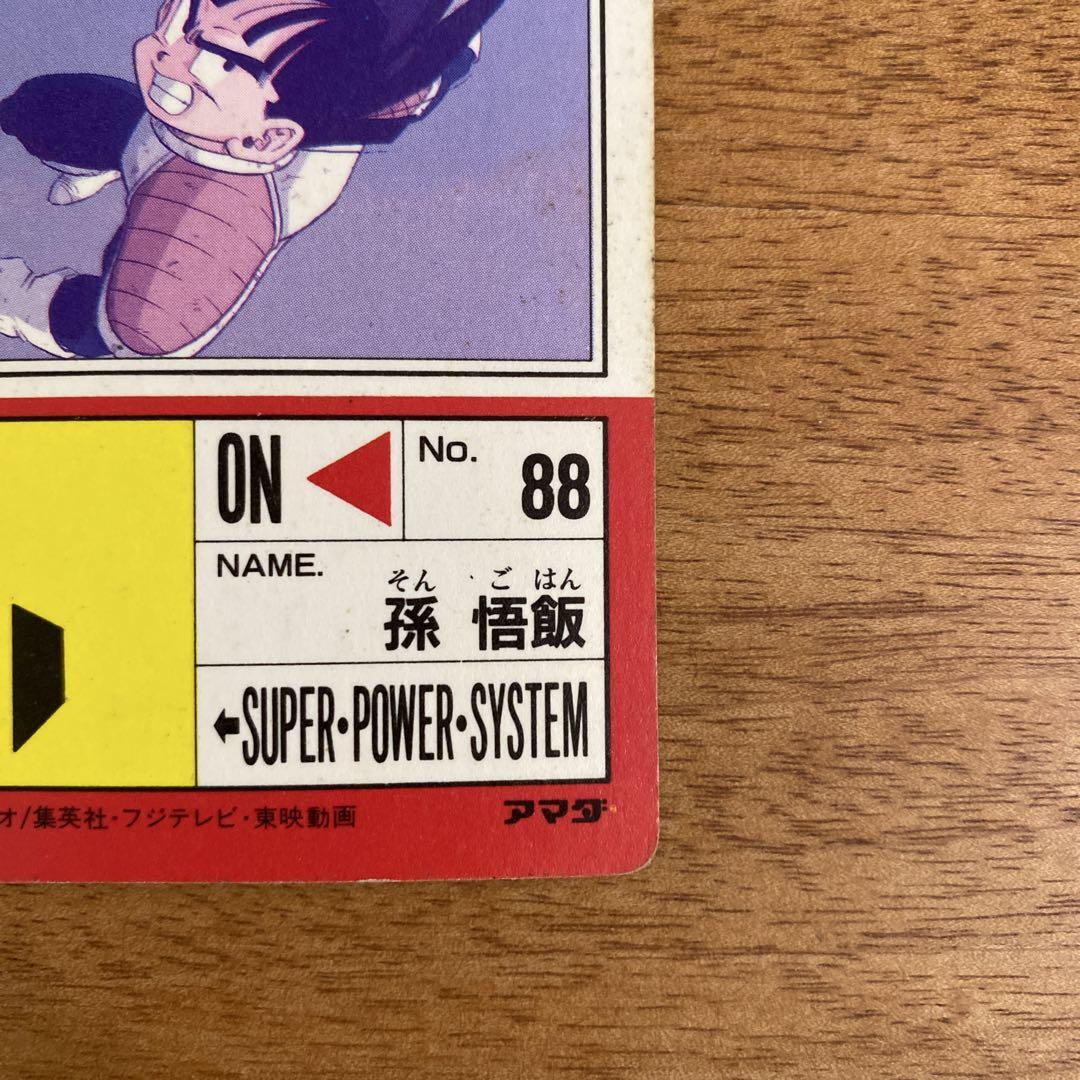 ON
No. 88
NAME.
そん ご はん
孫 悟飯
SUPER・POWER・SYSTEM
オ/集英社・フジテレビ・東映動画
アマダ